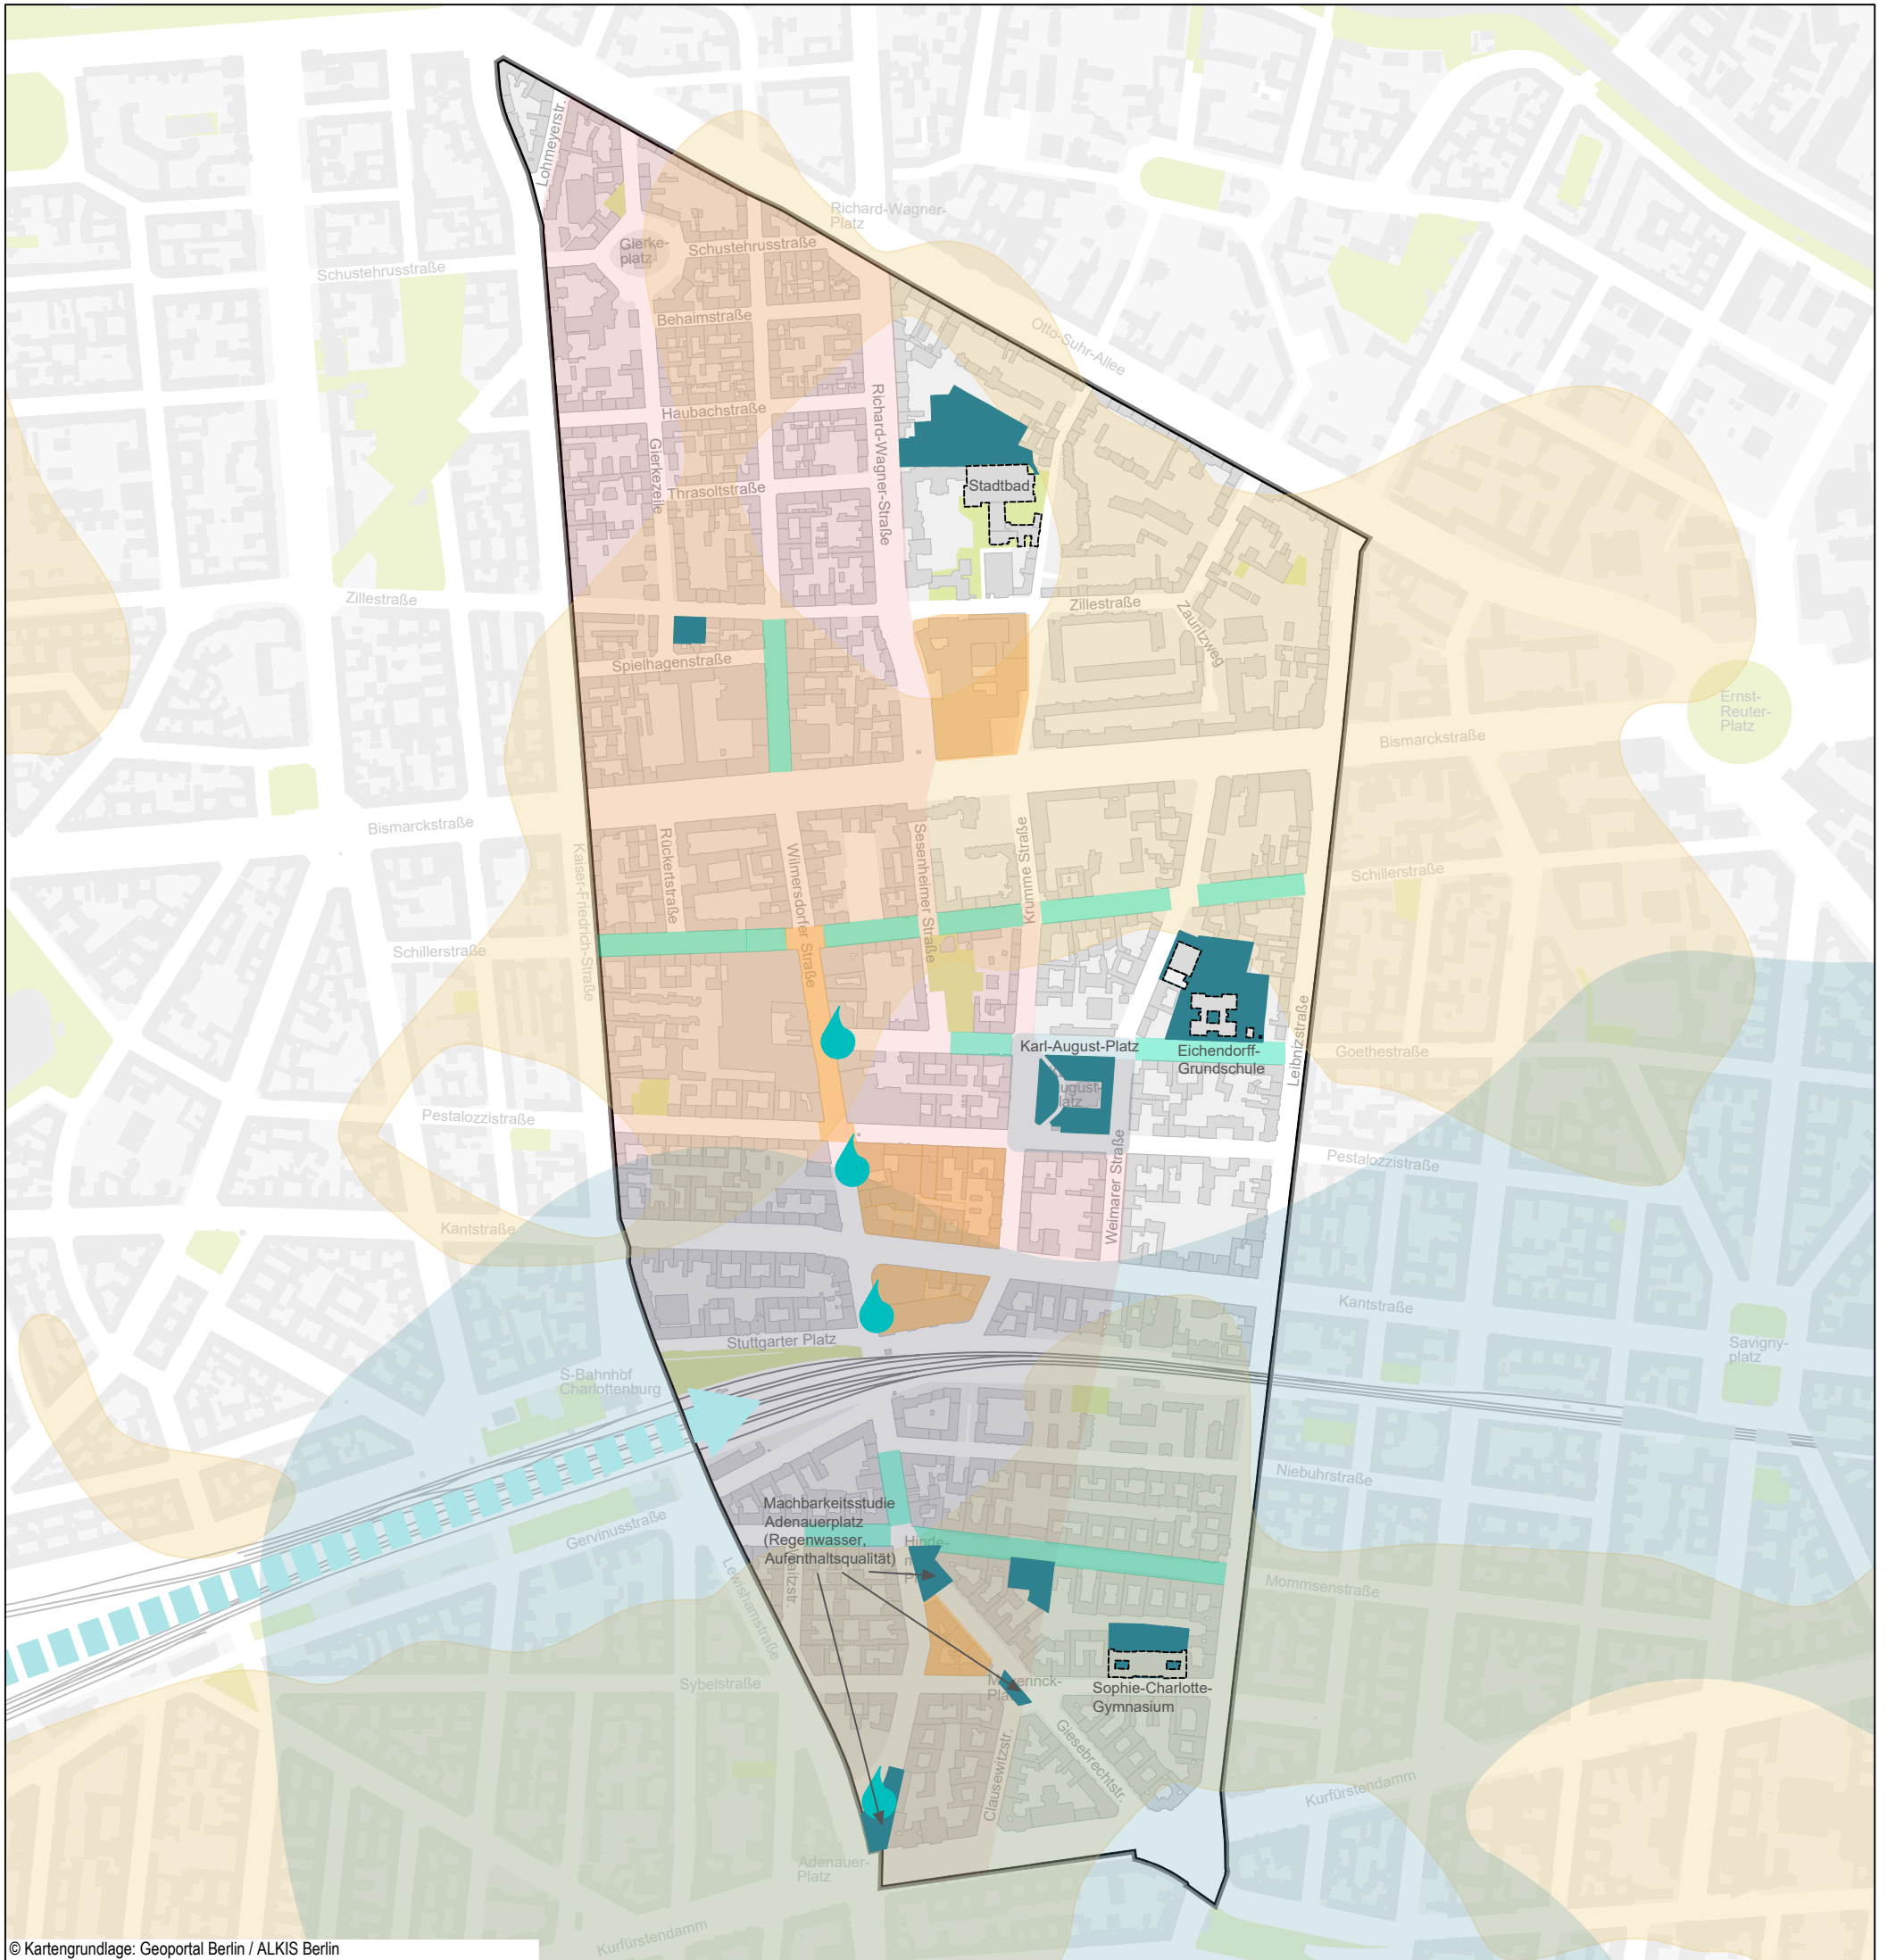 Lohmeyerstr.
Richard-Wagner-
Platz
Gierke-
platz
Schustehrusstraße
Schustehrusstraße
Behaimstraße
Otto-Suhr-Allee
Haubachstraße
Richard-Wagner-Straße
Gierkezeile
Thrasoltstraße
Stadtbad
Zillestraße
Zillestraße
Zauritzweg
Spielhagenstraße
Ernst-
Reuter-
Platz
Bismarckstraße
Bismarckstraße
Kaiser-Friedrich-Straße
Rückertstraße
Wilmersdorfer Straße
Sesenheimer Straße
Krumme Straße
Schillerstraße
Schillerstraße
Leibnizstraße
Karl-August-Platz
Eichendorff-
Grundschule
Goethestraße
August-
Pestalozzistraße
Pestalozzistraße
Weimarer Straße
Kantstraße
Kantstraße
Stuttgarter Platz
Savigny-
platz
S-Bahnhof
Charlottenburg
Niebuhrstraße
Machbarkeitsstudie
Adenauerplatz
(Regenwasser,
Aufenthaltsqualität)
Gervinusstraße
Hinde-
Waitzstr.
Lewishamstraße
Mommsenstraße
Sybelstraße
Sophie-Charlotte-
Gymnasium
Clausewitzstr.
Giesebrechtstr.
Kurfürstendamm
Adenauer-
Platz
Kurfürstendamm
© Kartengrundlage: Geoportal Berlin / ALKIS Berlin